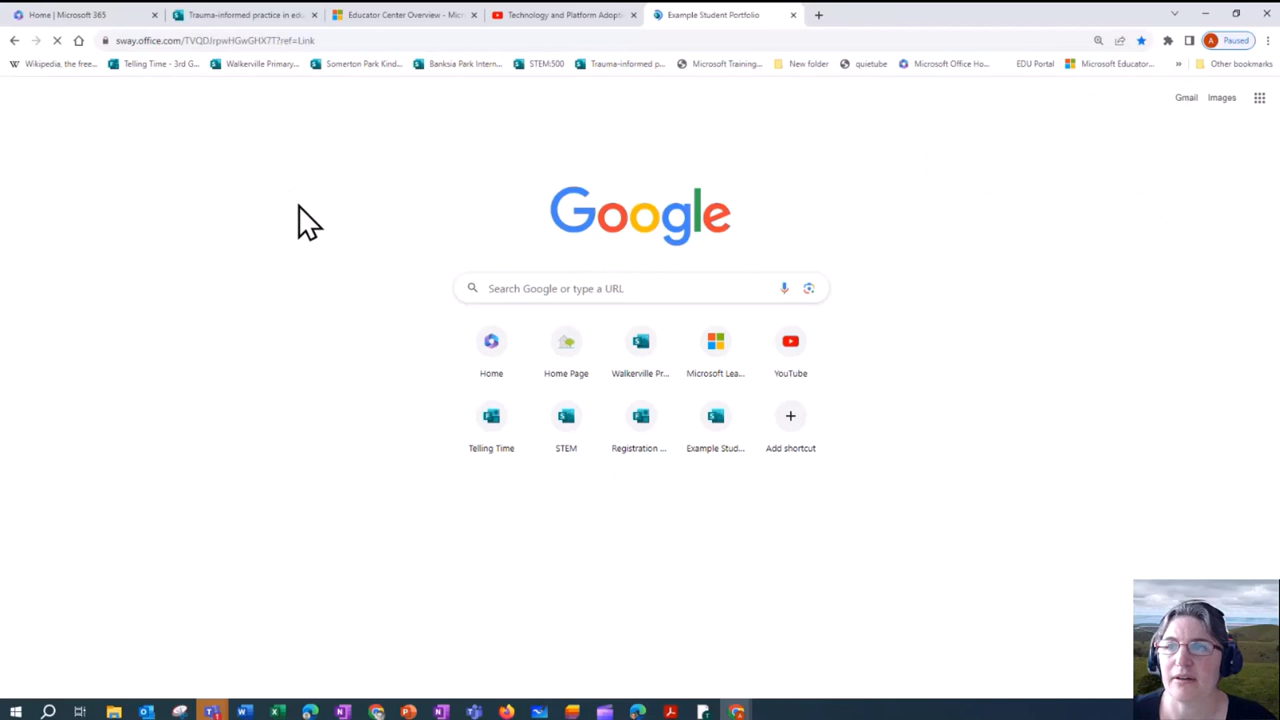 Home | Microsoft 365
Trauma-informed practice in edu
Educator Center Overview - Micr
Technology and Platform Adopti
Example Student Portfolio
sway.office.com/TVQDJrpwHGwGHX7T?ref=Link
A Paused
Wikipedia, the free...
Telling Time - 3rd G...
Walkerville Primary...
Somerton Park Kind...
Banksia Park Intern...
STEM:500
Trauma-informed p...
Microsoft Training...
New folder
quietube
Microsoft Office Ho...
EDU Portal
Microsoft Educator...
»
Other bookmarks
Gmail
Images
Google
Search Google or type a URL
Home
Home Page
Walkerville Pr...
Microsoft Lea...
YouTube
Telling Time
STEM
Registration ...
Example Stud...
Add shortcut